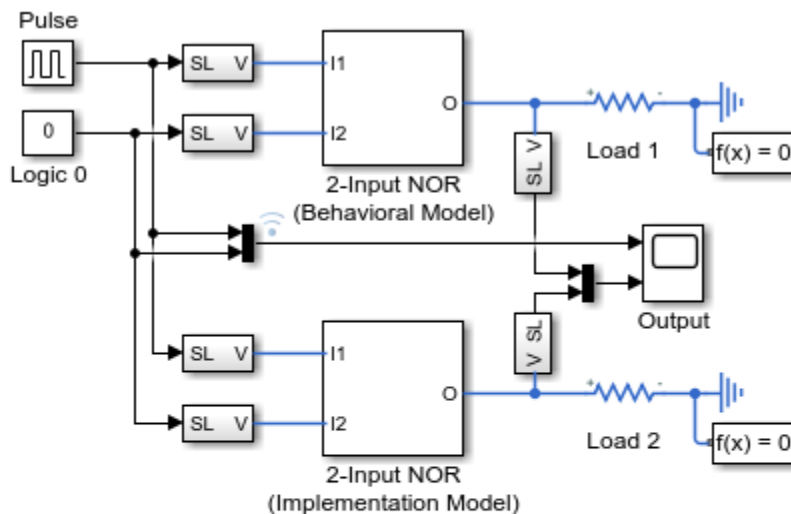 Pulse
SL V
I1
0
SL V
I2
O
Logic 0
2-Input NOR
(Behavioral Model)
+ -
Load 1
f(x) = 0
SL V
Output
SL V
I1
SL V
I2
O
2-Input NOR
(Implementation Model)
V SL
+ -
Load 2
f(x) = 0